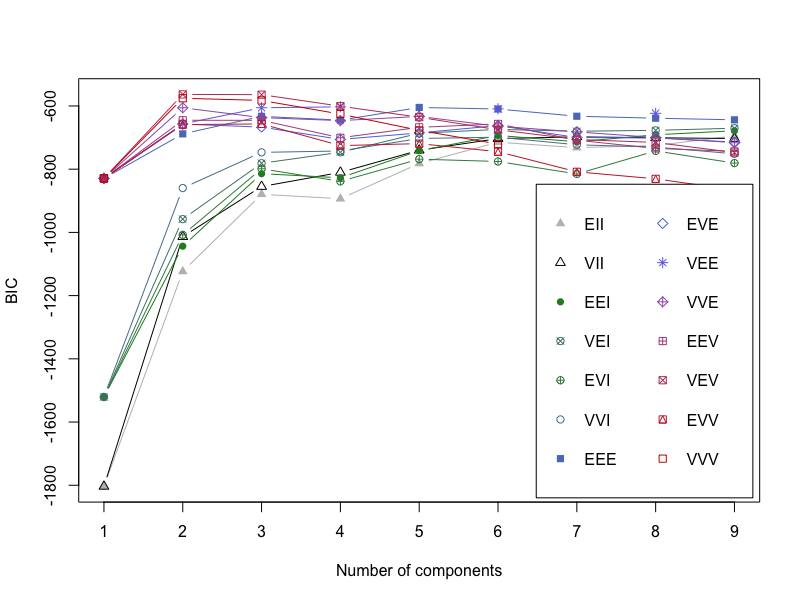 BIC
-600
-800
-1000
-1200
-1400
-1600
-1800
1 2 3 4 5 6 7 8 9
Number of components
EII EVE
VII VEE
EEI VVE
VEI EEV
EVI VEV
VVI EVV
EEE VVV